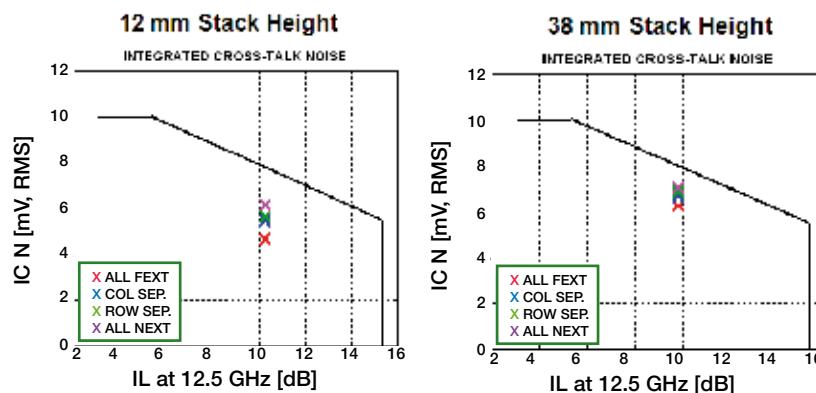 12 mm Stack Height
INTEGRATED CROSS-TALK NOISE
12
10
8
6
4
2
0
IC N [mV, RMS]
X ALL FEXT
X COL SEP.
X ROW SEP.
X ALL NEXT
2 4 6 8 10 12 14 16
IL at 12.5 GHz [dB]
38 mm Stack Height
INTEGRATED CROSS-TALK NOISE
12
10
8
6
4
2
0
IC N [mV, RMS]
X ALL FEXT
X COL SEP.
X ROW SEP.
X ALL NEXT
2 4 6 8 10 12 14 16
IL at 12.5 GHz [dB]